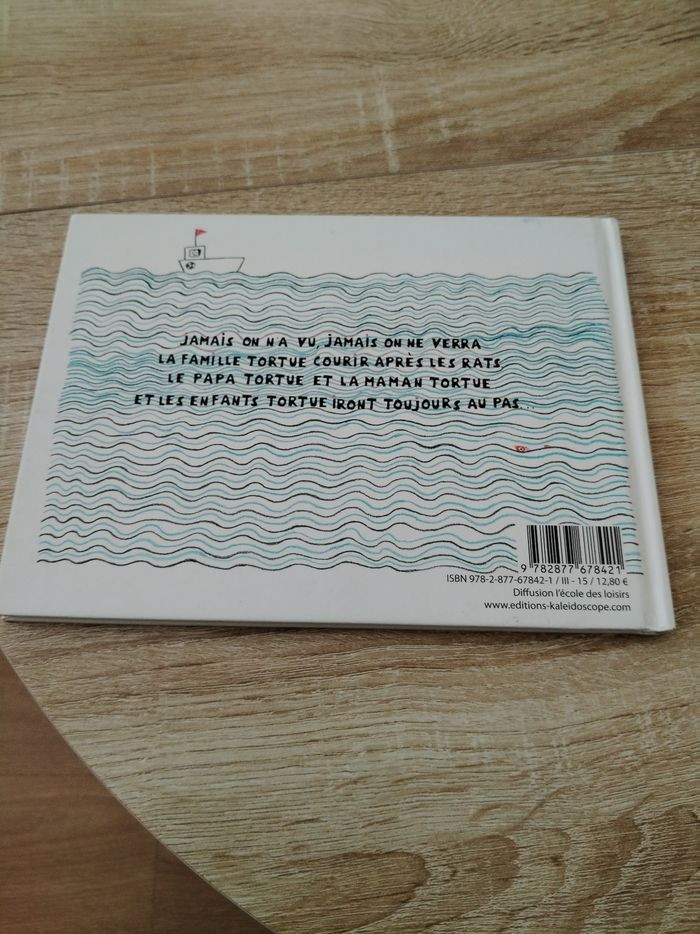 JAMAIS ON N'A VU, JAMAIS ON NE VERRA
LA FAMILLE TORTUE COURIR APRÈS LES RATS,
LE PAPA TORTUE ET LA MAMAN TORTUE
ET LES ENFANTS TORTUE IRONT TOUJOURS AU PAS...
9 782877 678421
ISBN 978-2-877-67842-1 / III - 15 / 12,80 €
Diffusion l'école des loisirs
www.editions-kaleidoscope.com